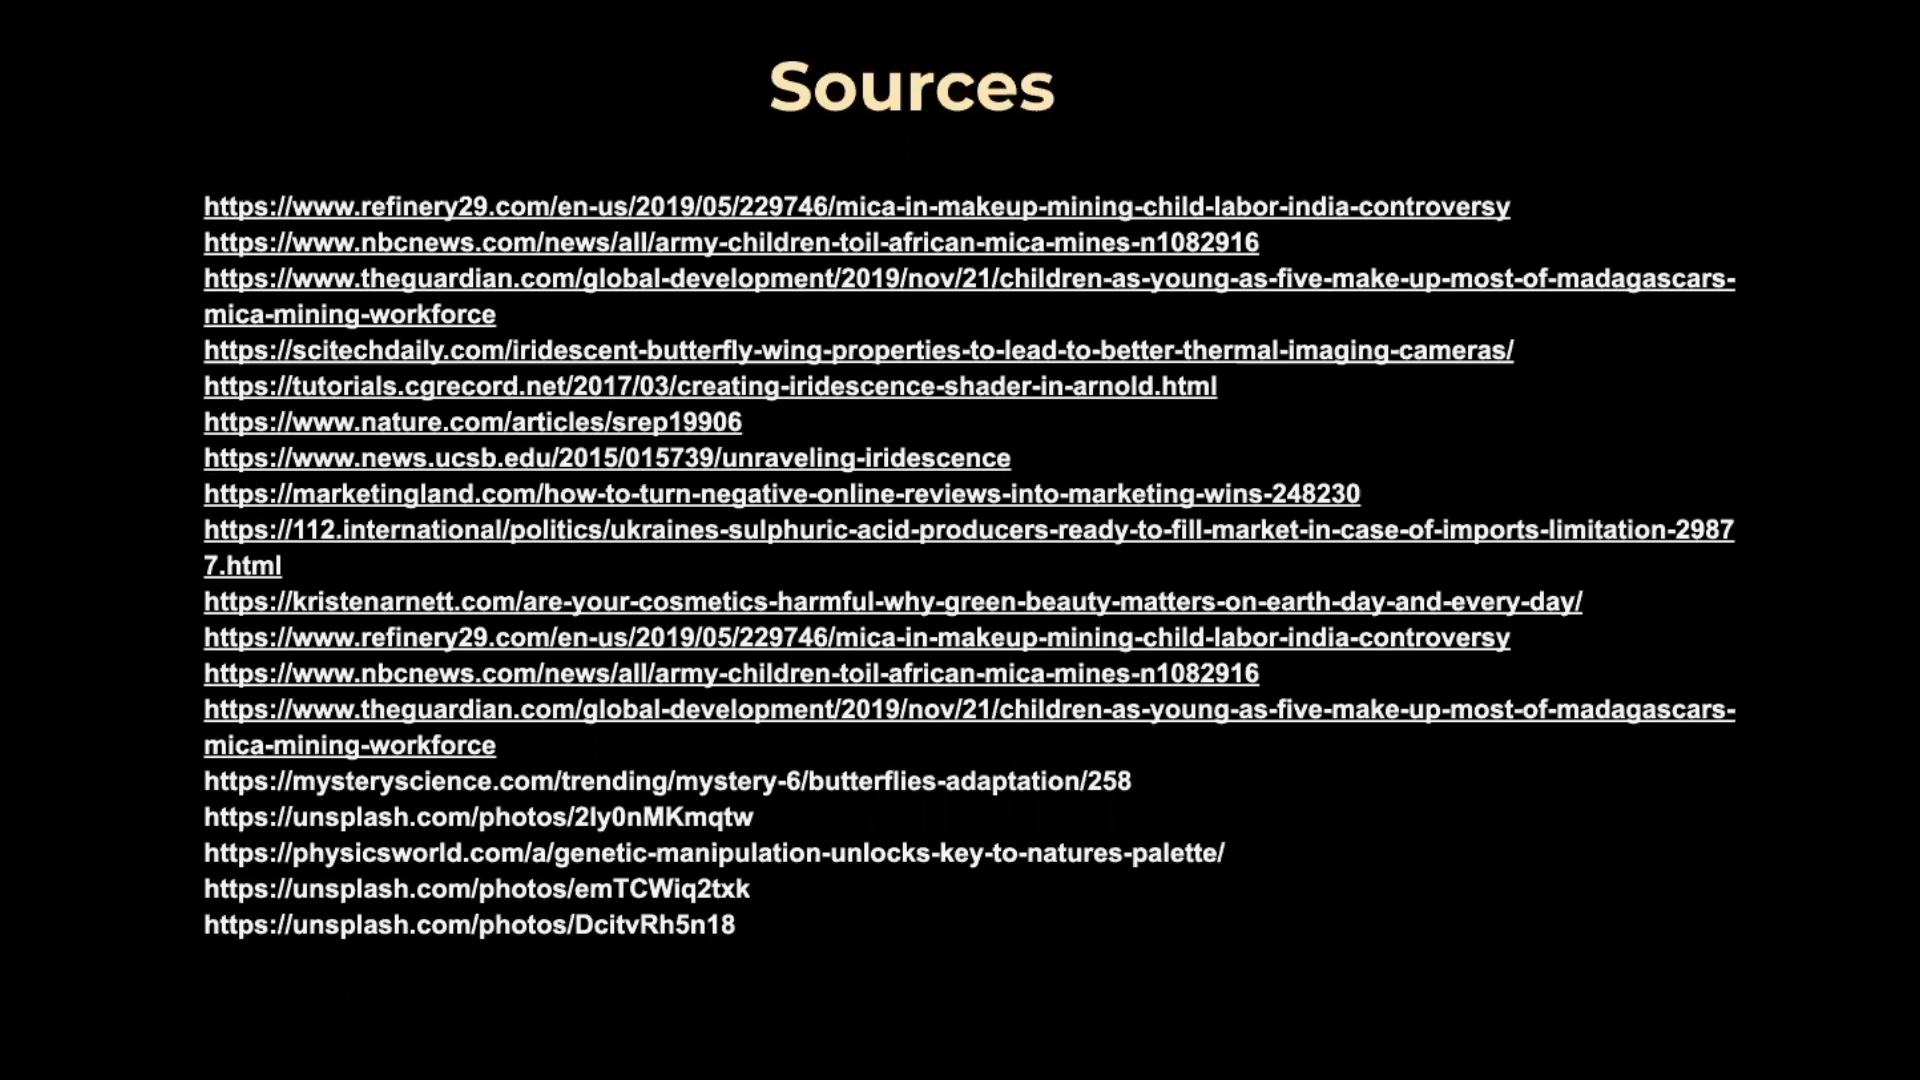 Sources
https://www.refinery29.com/en-us/2019/05/229746/mica-in-makeup-mining-child-labor-india-controversy
https://www.nbcnews.com/news/all/army-children-toil-african-mica-mines-n1082916
https://www.theguardian.com/global-development/2019/nov/21/children-as-young-as-five-make-up-most-of-madagascars-
mica-mining-workforce
https://scitechdaily.com/iridescent-butterfly-wing-properties-to-lead-to-better-thermal-imaging-cameras/
https://tutorials.cgrecord.net/2017/03/creating-iridescence-shader-in-arnold.html
https://www.nature.com/articles/srep19906
https://www.news.ucsb.edu/2015/015739/unraveling-iridescence
https://marketingland.com/how-to-turn-negative-online-reviews-into-marketing-wins-248230
https://112.international/politics/ukraines-sulphuric-acid-producers-ready-to-fill-market-in-case-of-imports-limitation-2987
7.html
https://kristenarnett.com/are-your-cosmetics-harmful-why-green-beauty-matters-on-earth-day-and-every-day/
https://www.refinery29.com/en-us/2019/05/229746/mica-in-makeup-mining-child-labor-india-controversy
https://www.nbcnews.com/news/all/army-children-toil-african-mica-mines-n1082916
https://www.theguardian.com/global-development/2019/nov/21/children-as-young-as-five-make-up-most-of-madagascars-
mica-mining-workforce
https://mysteryscience.com/trending/mystery-6/butterflies-adaptation/258
https://unsplash.com/photos/2Iy0nMKmqtw
https://physicsworld.com/a/genetic-manipulation-unlocks-key-to-natures-palette/
https://unsplash.com/photos/emTCWiq2txk
https://unsplash.com/photos/DcitvRh5n18